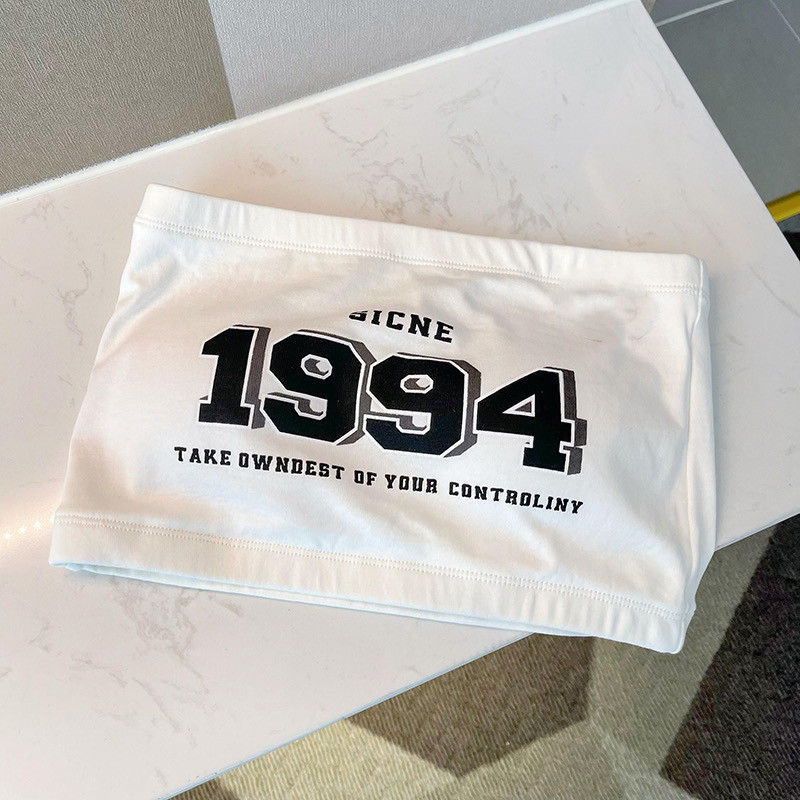 SICNE
1994
TAKE OWNDEST OF YOUR CONTROLINY